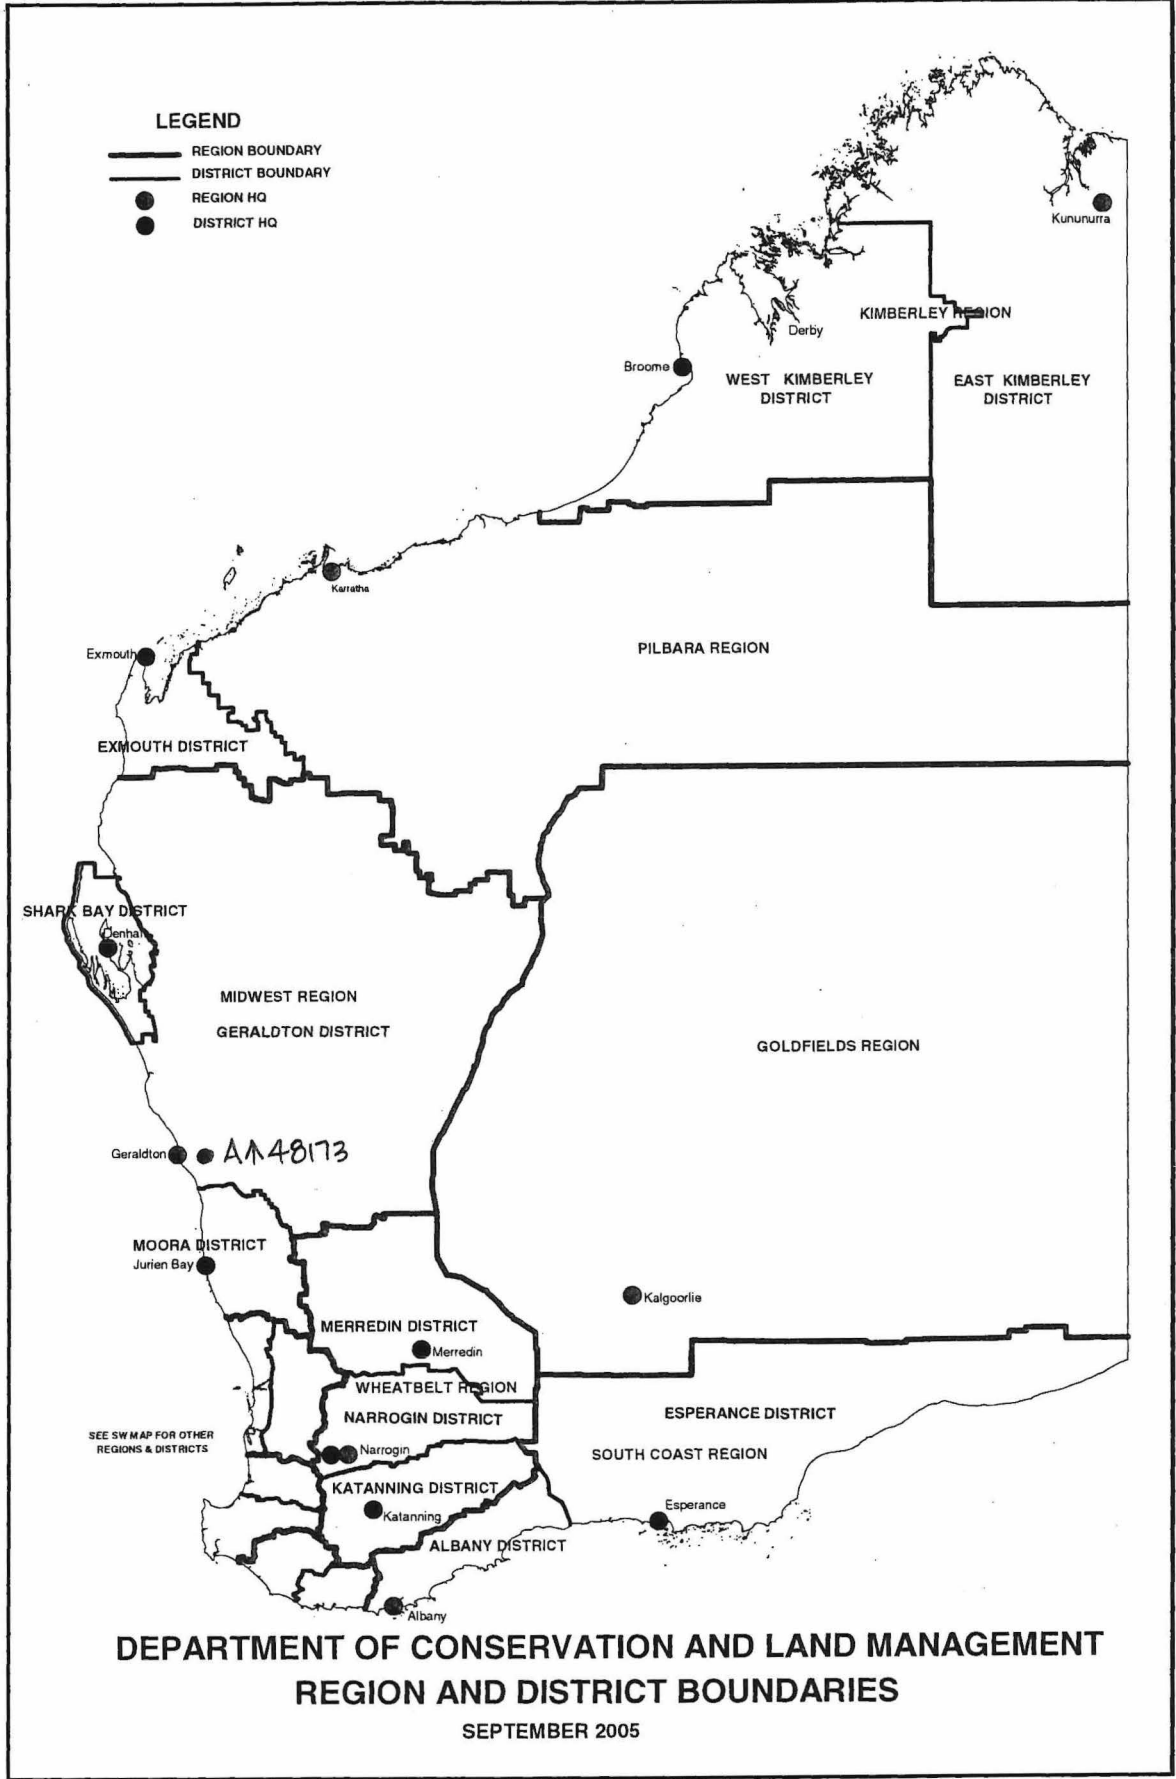 LEGEND
REGION BOUNDARY
DISTRICT BOUNDARY
REGION HQ
DISTRICT HQ
Kununurra
KIMBERLEY REGION
Derby
Broome
WEST KIMBERLEY
DISTRICT
EAST KIMBERLEY
DISTRICT
Karratha
PILBARA REGION
Exmouth
EXMOUTH DISTRICT
SHARK BAY DISTRICT
MIDWEST REGION
GERALDTON DISTRICT
GOLDFIELDS REGION
Geraldton
48173
MOORA DISTRICT
Jurien Bay
Kalgoorlie
MERREDIN DISTRICT
Merredin
WHEATBELT REGION
NARROGIN DISTRICT
ESPERANCE DISTRICT
SEE SW MAP FOR OTHER
REGIONS & DISTRICTS
Narrogin
SOUTH COAST REGION
KATANNING DISTRICT
Katanning
Esperance
ALBANY DISTRICT
Albany
DEPARTMENT OF CONSERVATION AND LAND MANAGEMENT
REGION AND DISTRICT BOUNDARIES
SEPTEMBER 2005